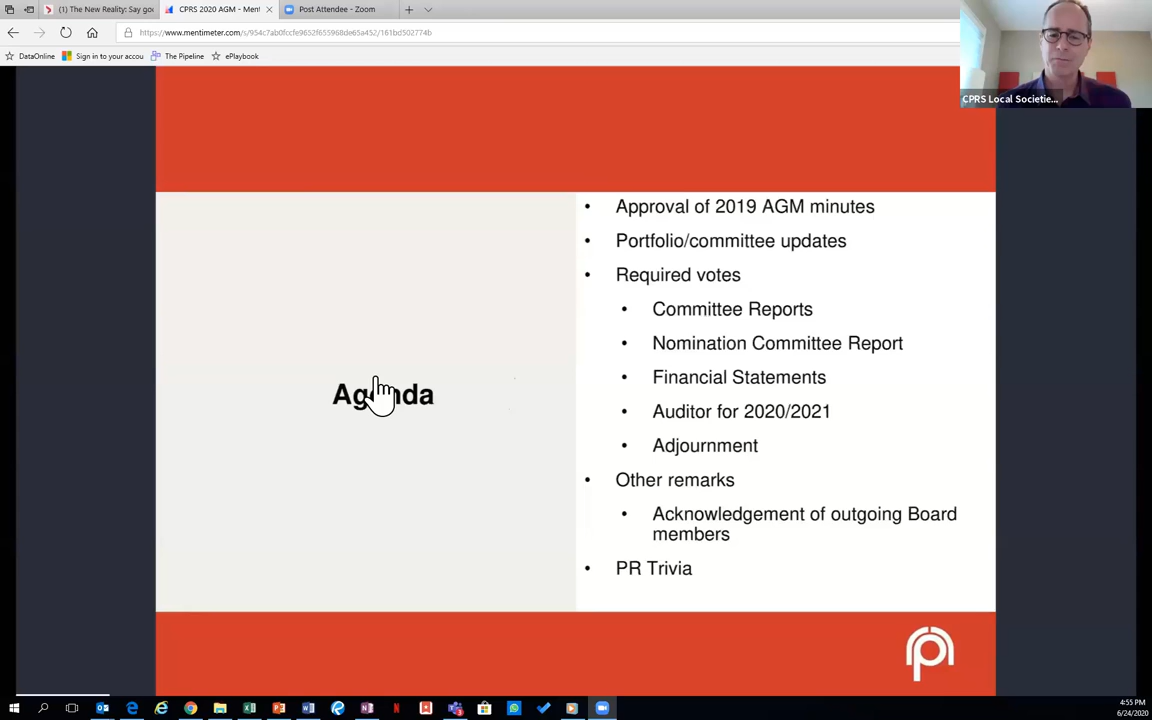 (1) The New Reality: Say goo
CPRS 2020 AGM - Ment
Post Attendee - Zoom
https://www.mentimeter.com/s/954c7ab0fccfe9652f655968de65a452/161bd502774b
DataOnline
Sign in to your accou
The Pipeline
ePlaybook
CPRS Local Societie...
Agenda
• Approval of 2019 AGM minutes
• Portfolio/committee updates
• Required votes
• Committee Reports
• Nomination Committee Report
• Financial Statements
• Auditor for 2020/2021
• Adjournment
• Other remarks
• Acknowledgement of outgoing Board
members
• PR Trivia
4:55 PM
6/24/2020